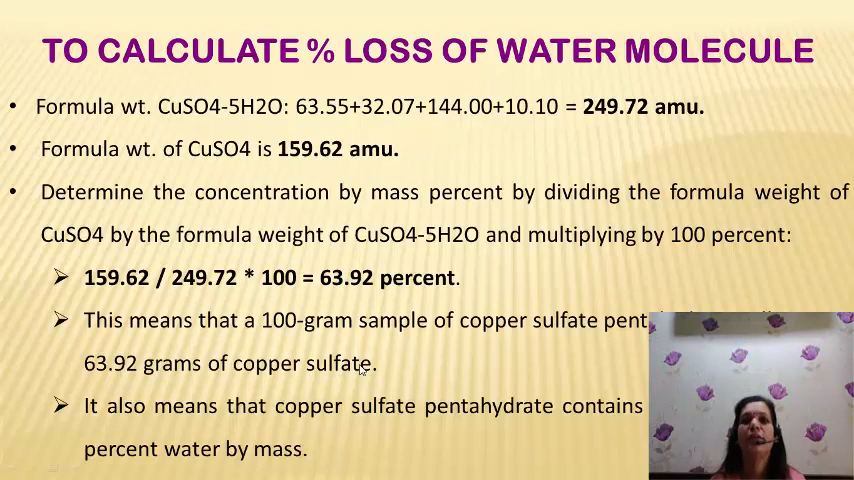 TO CALCULATE % LOSS OF WATER MOLECULE
• Formula wt. CuSO4-5H2O: 63.55+32.07+144.00+10.10 = 249.72 amu.
• Formula wt. of CuSO4 is 159.62 amu.
• Determine the concentration by mass percent by dividing the formula weight of
CuSO4 by the formula weight of CuSO4-5H2O and multiplying by 100 percent:
➢ 159.62 / 249.72 * 100 = 63.92 percent.
➢ This means that a 100-gram sample of copper sulfate
63.92 grams of copper sulfate.
➢ It also means that copper sulfate pentahydrate contains
percent water by mass.